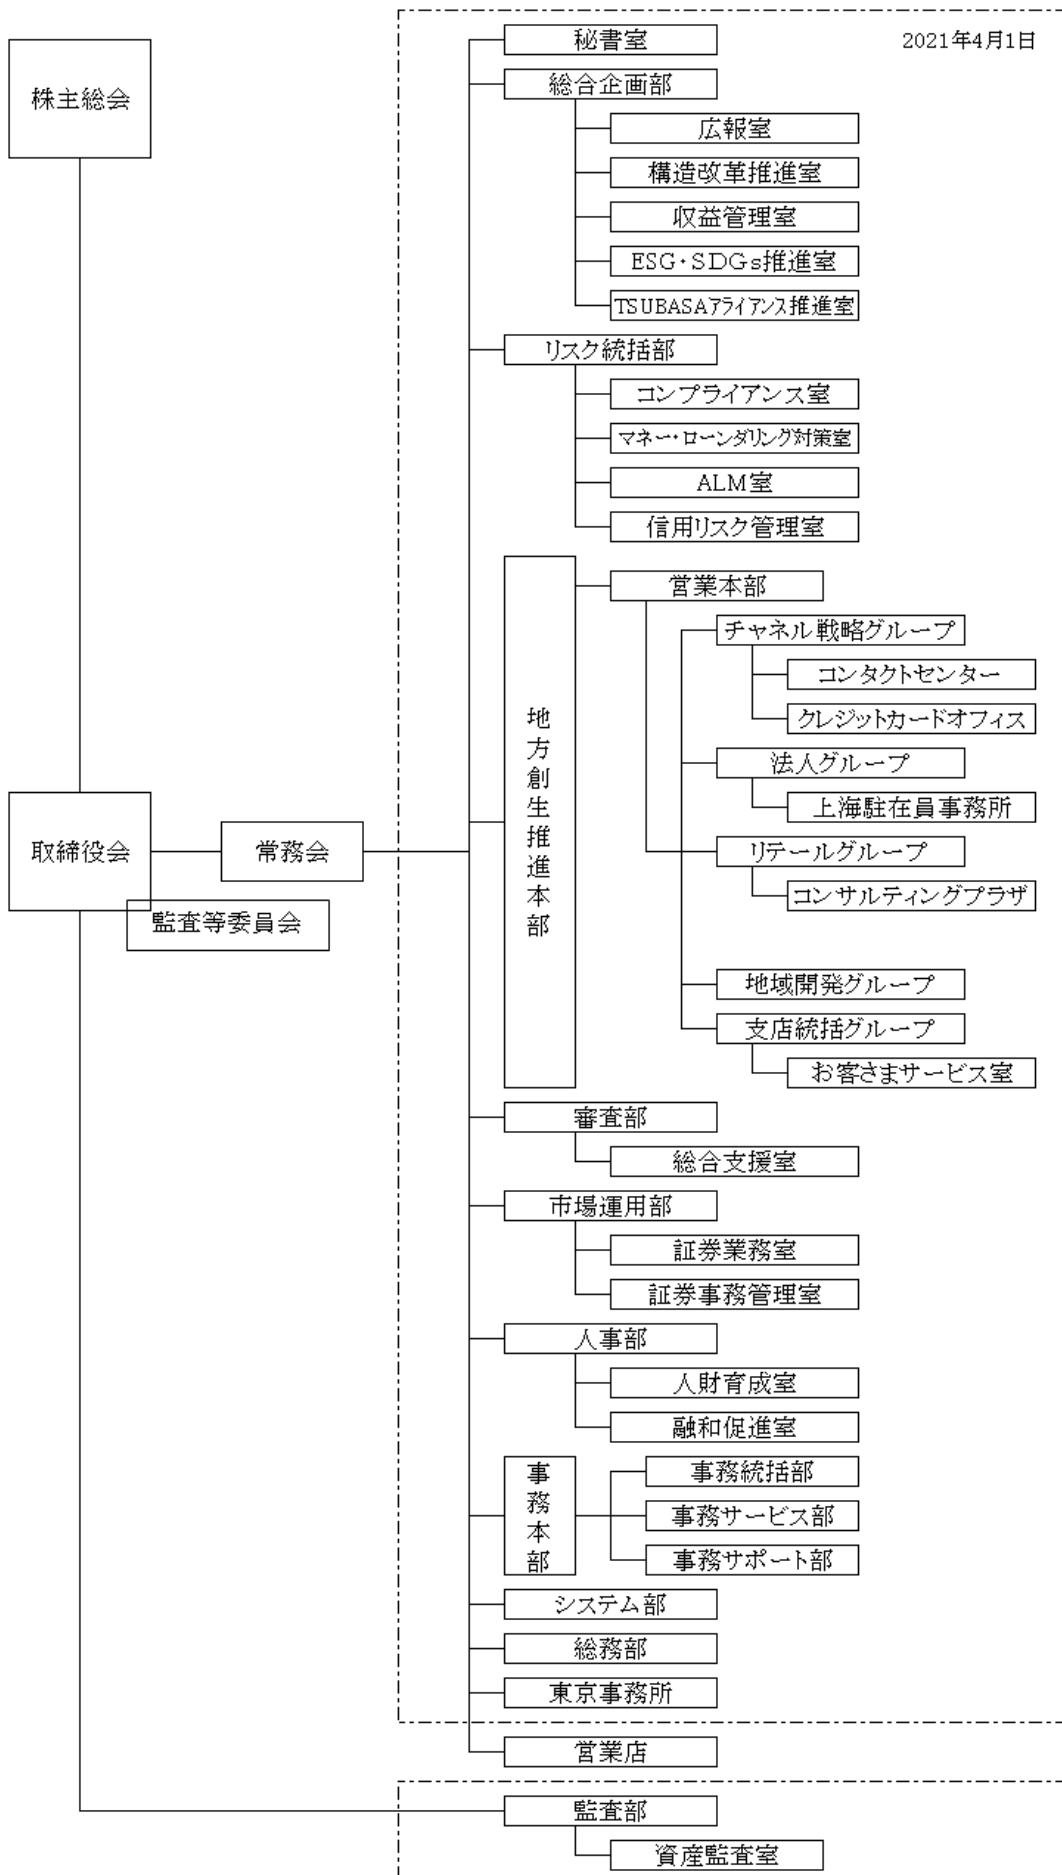 2021年4月1日
株主総会
取締役会
監査等委員会
常務会
秘書室
総合企画部
広報室
構造改革推進室
収益管理室
ESG・SDGs推進室
TSUBASAアライアンス推進室
リスク統括部
コンプライアンス室
マネー・ローンダリング対策室
ALM室
信用リスク管理室
地方創生推進本部
営業本部
チャネル戦略グループ
コンタクトセンター
クレジットカードオフィス
法人グループ
上海駐在員事務所
リテールグループ
コンサルティングプラザ
地域開発グループ
支店統括グループ
お客さまサービス室
審査部
総合支援室
市場運用部
証券業務室
証券事務管理室
人事部
人財育成室
融和促進室
事務本部
事務統括部
事務サービス部
事務サポート部
システム部
総務部
東京事務所
営業店
監査部
資産監査室